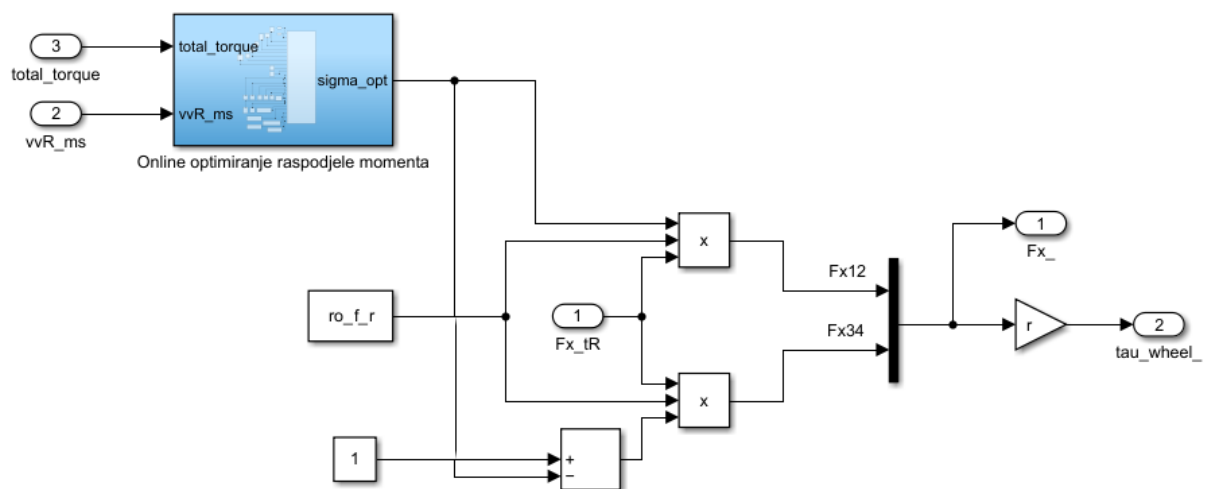 3
total_torque
2
vvR_ms
total_torque
vvR_ms
sigma_opt
Online optimiranje raspodjele momenta
x
ro_f_r
1
Fx_tR
x
1
+
−
Fx12
Fx34
1
Fx_
r
2
tau_wheel_